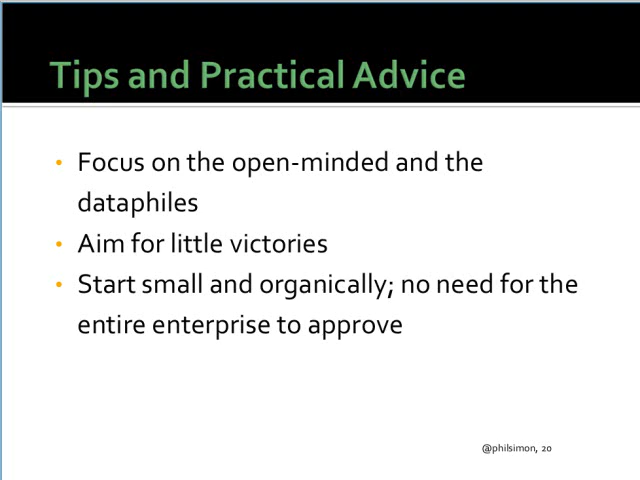 Tips and Practical Advice
• Focus on the open-minded and the
dataphiles
• Aim for little victories
• Start small and organically; no need for the
entire enterprise to approve
@philsimon, 20